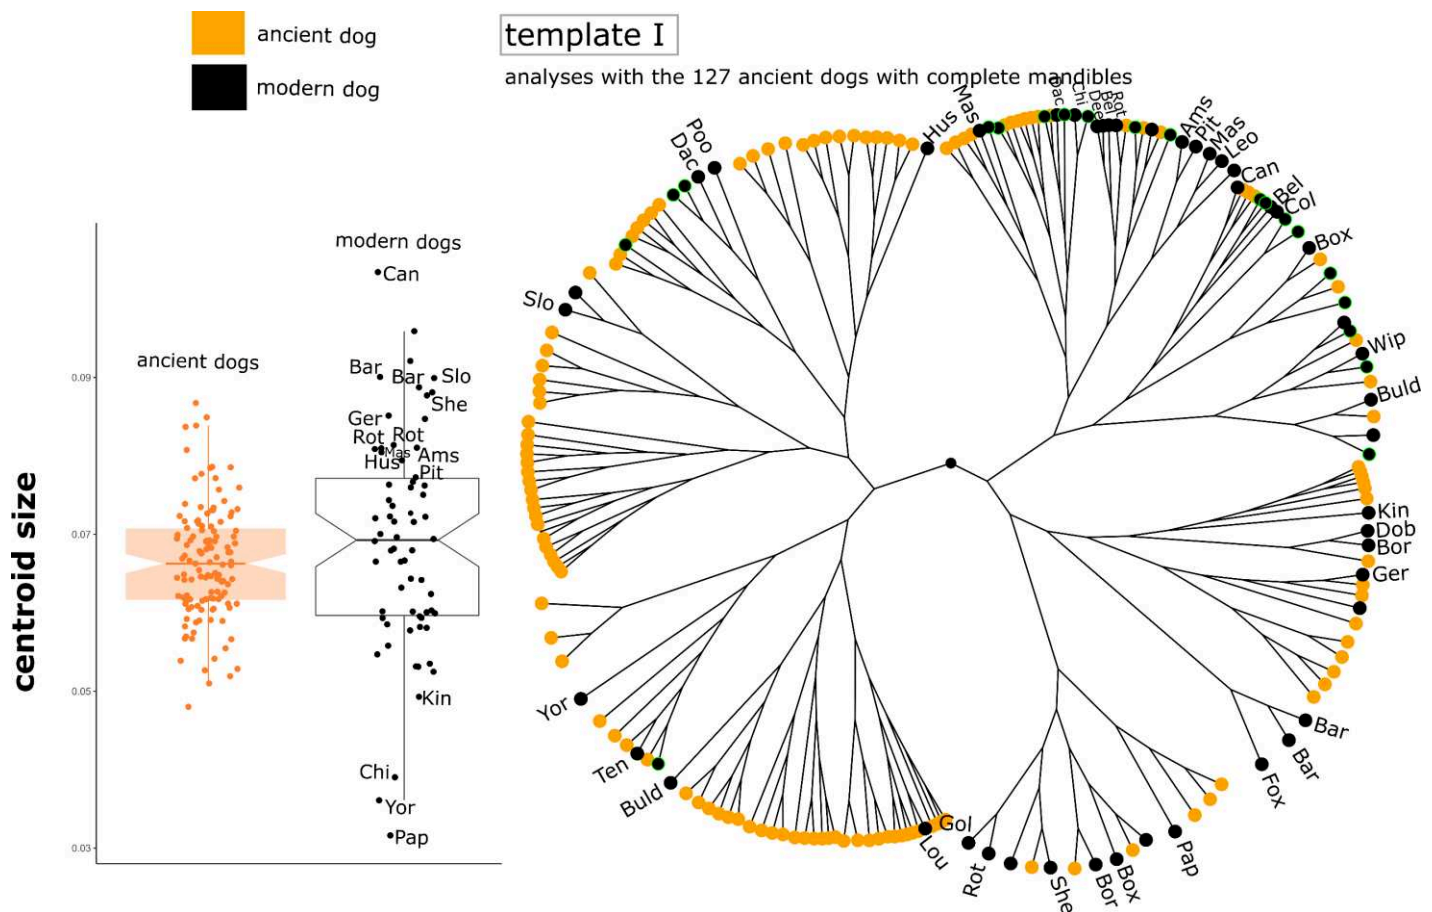 ancient dog
modern dog
template I
analyses with the 127 ancient dogs with complete mandibles
centroid size
0.09
0.07
0.05
0.03
ancient dogs
modern dogs
Can
Bar
Bar
Slo
She
Ger
Rot
Rot
Mas
Hus
Ams
Pit
Kin
Chi
Yor
Pap
Hus
Mas
Dac
Chi
Dee
Bel
Rot
Ams
Pit
Mas
Leo
Can
Bel
Col
Box
Wip
Buld
Kin
Dob
Bor
Ger
Bar
Bar
Fox
Pap
Box
Bor
She
Rot
Gol
Lou
Buld
Ten
Yor
Slo
Dac
Poo